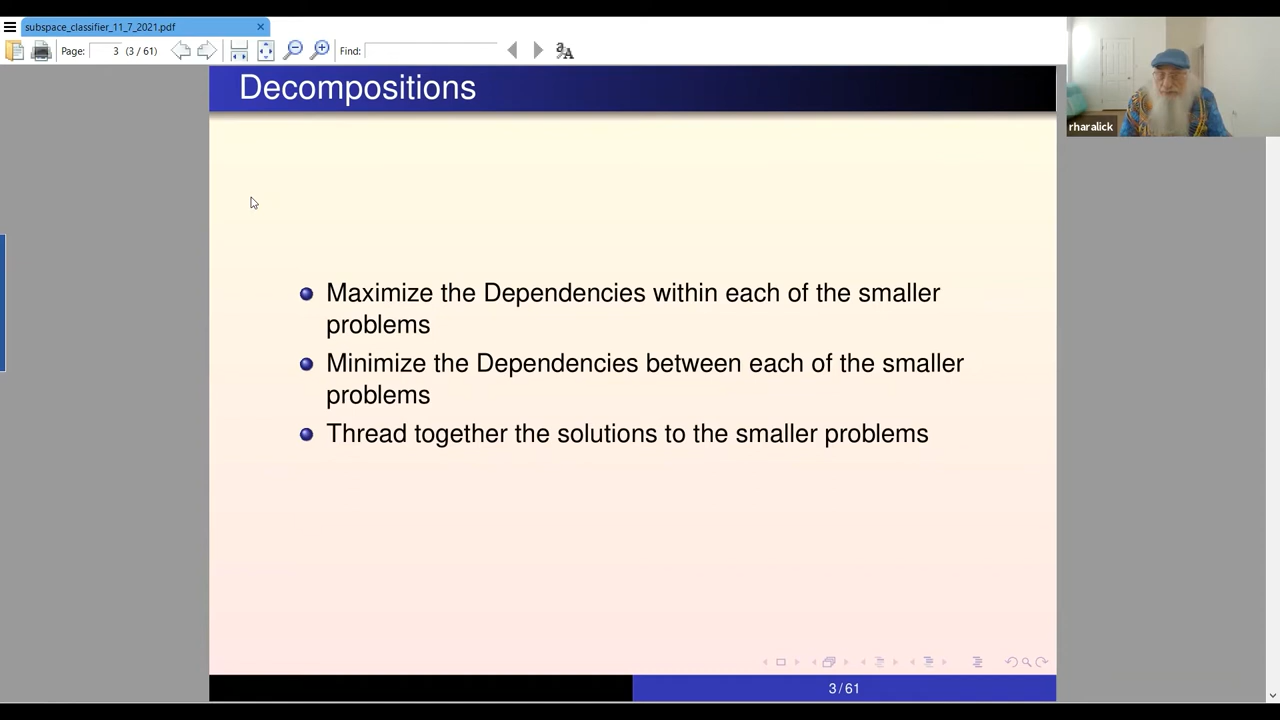 subspace_classifier_11_7_2021.pdf
Page: 3 (3 / 61) Find:
Decompositions
rharalick
Maximize the Dependencies within each of the smaller
problems
Minimize the Dependencies between each of the smaller
problems
Thread together the solutions to the smaller problems
3 / 61